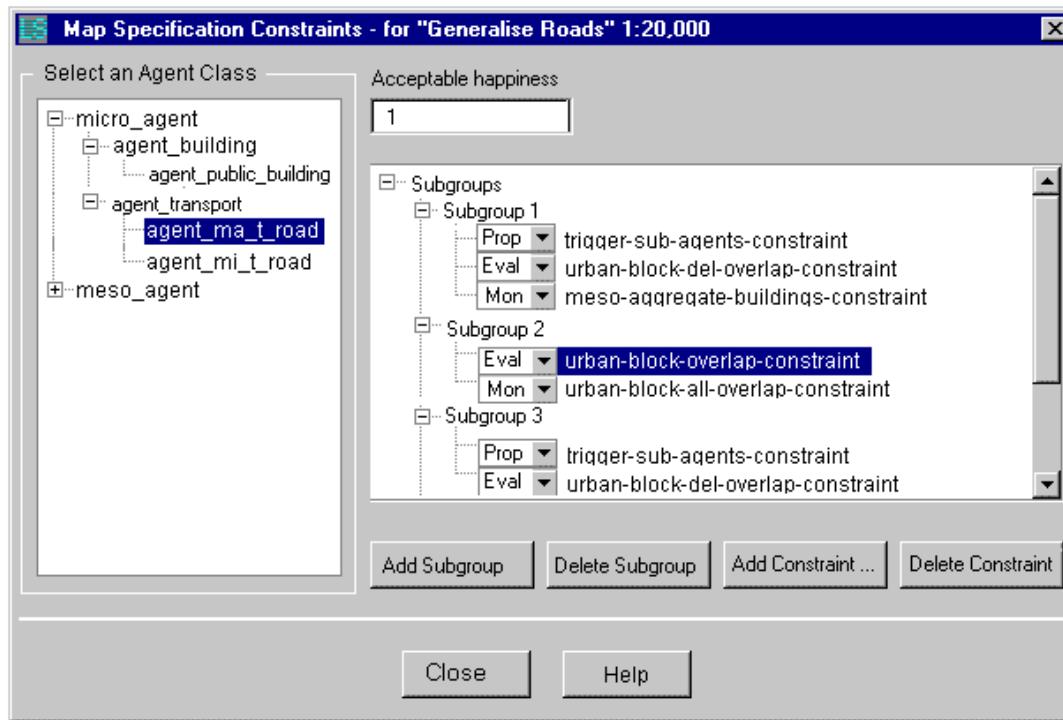 Map Specification Constraints - for "Generalise Roads" 1:20,000
Select an Agent Class
micro_agent
agent_building
agent_public_building
agent_transport
agent_ma_t_road
agent_mi_t_road
meso_agent
Acceptable happiness
1
Subgroups
Subgroup 1
Prop trigger-sub-agents-constraint
Eval urban-block-del-overlap-constraint
Mon meso-aggregate-buildings-constraint
Subgroup 2
Eval urban-block-overlap-constraint
Mon urban-block-all-overlap-constraint
Subgroup 3
Prop trigger-sub-agents-constraint
Eval urban-block-del-overlap-constraint
Add Subgroup Delete Subgroup Add Constraint ... Delete Constraint
Close Help